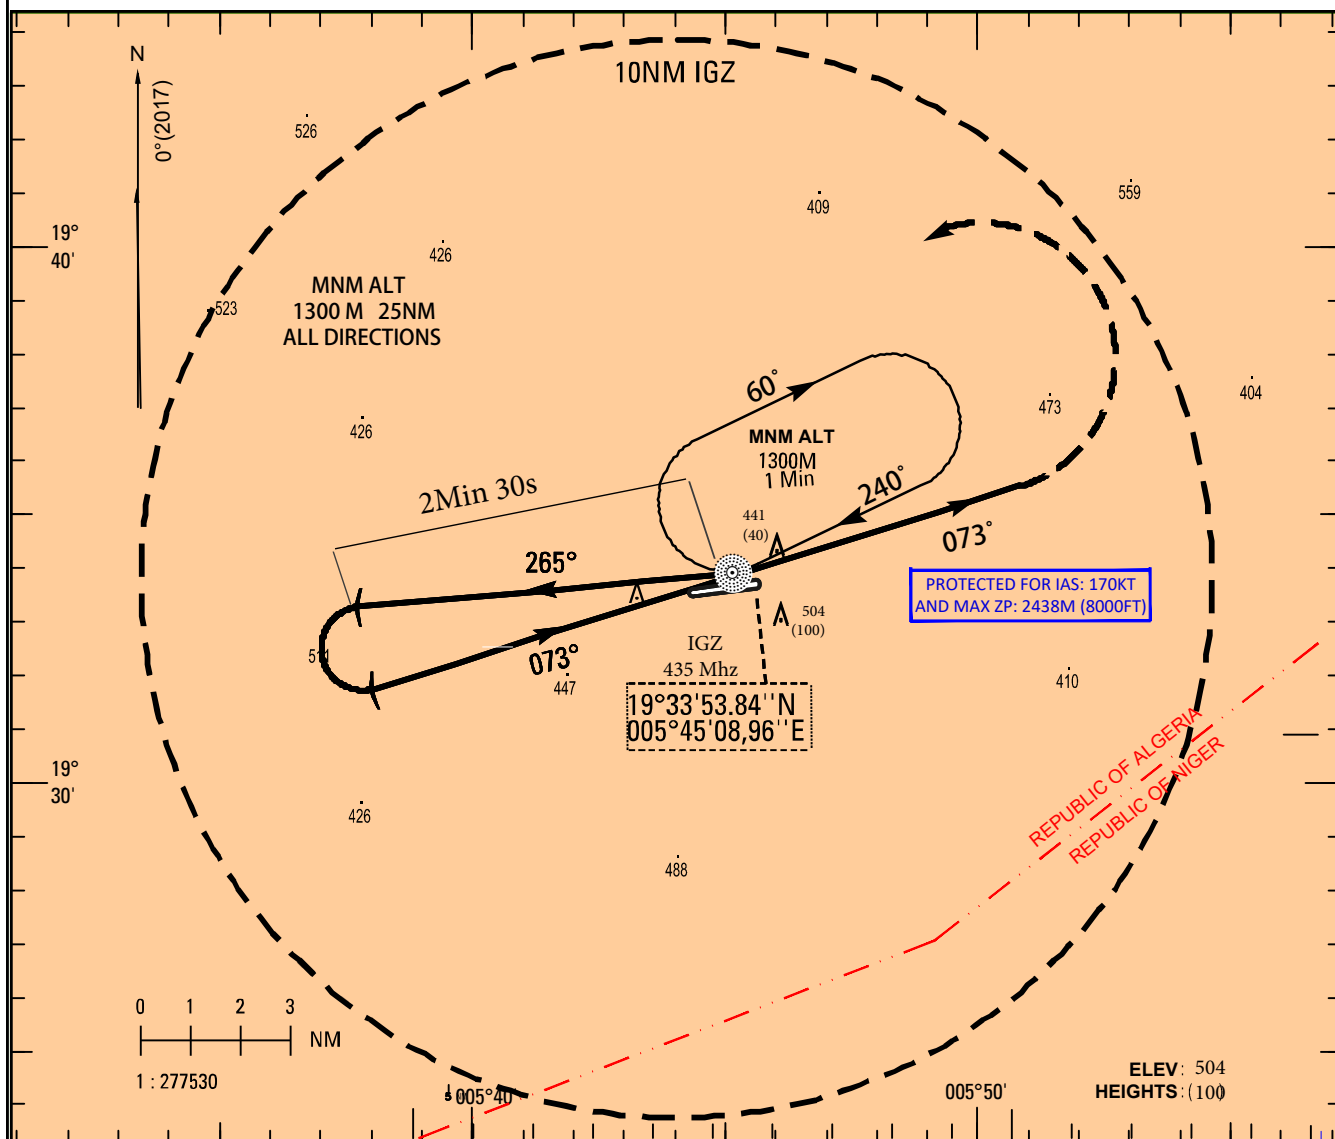 10NM IGZ
N
0°(2017)
526
559
409
19°
40'
426
MNM ALT
1300 M 25NM
ALL DIRECTIONS
523
60°
404
473
426
MNM ALT
1300M
1 Min
2Min 30s
240°
441
(40)
073°
265°
PROTECTED FOR IAS: 170KT
AND MAX ZP: 2438M (8000FT)
504
(100)
IGZ
435 Mhz
073°
447
410
19°33'53.84''N
005°45'08,96''E
REPUBLIC OF ALGERIA
REPUBLIC OF NIGER
19°
30'
426
488
0 1 2 3
NM
1 : 277530
005°40'
005°50'
ELEV: 504
HEIGHTS : (100)